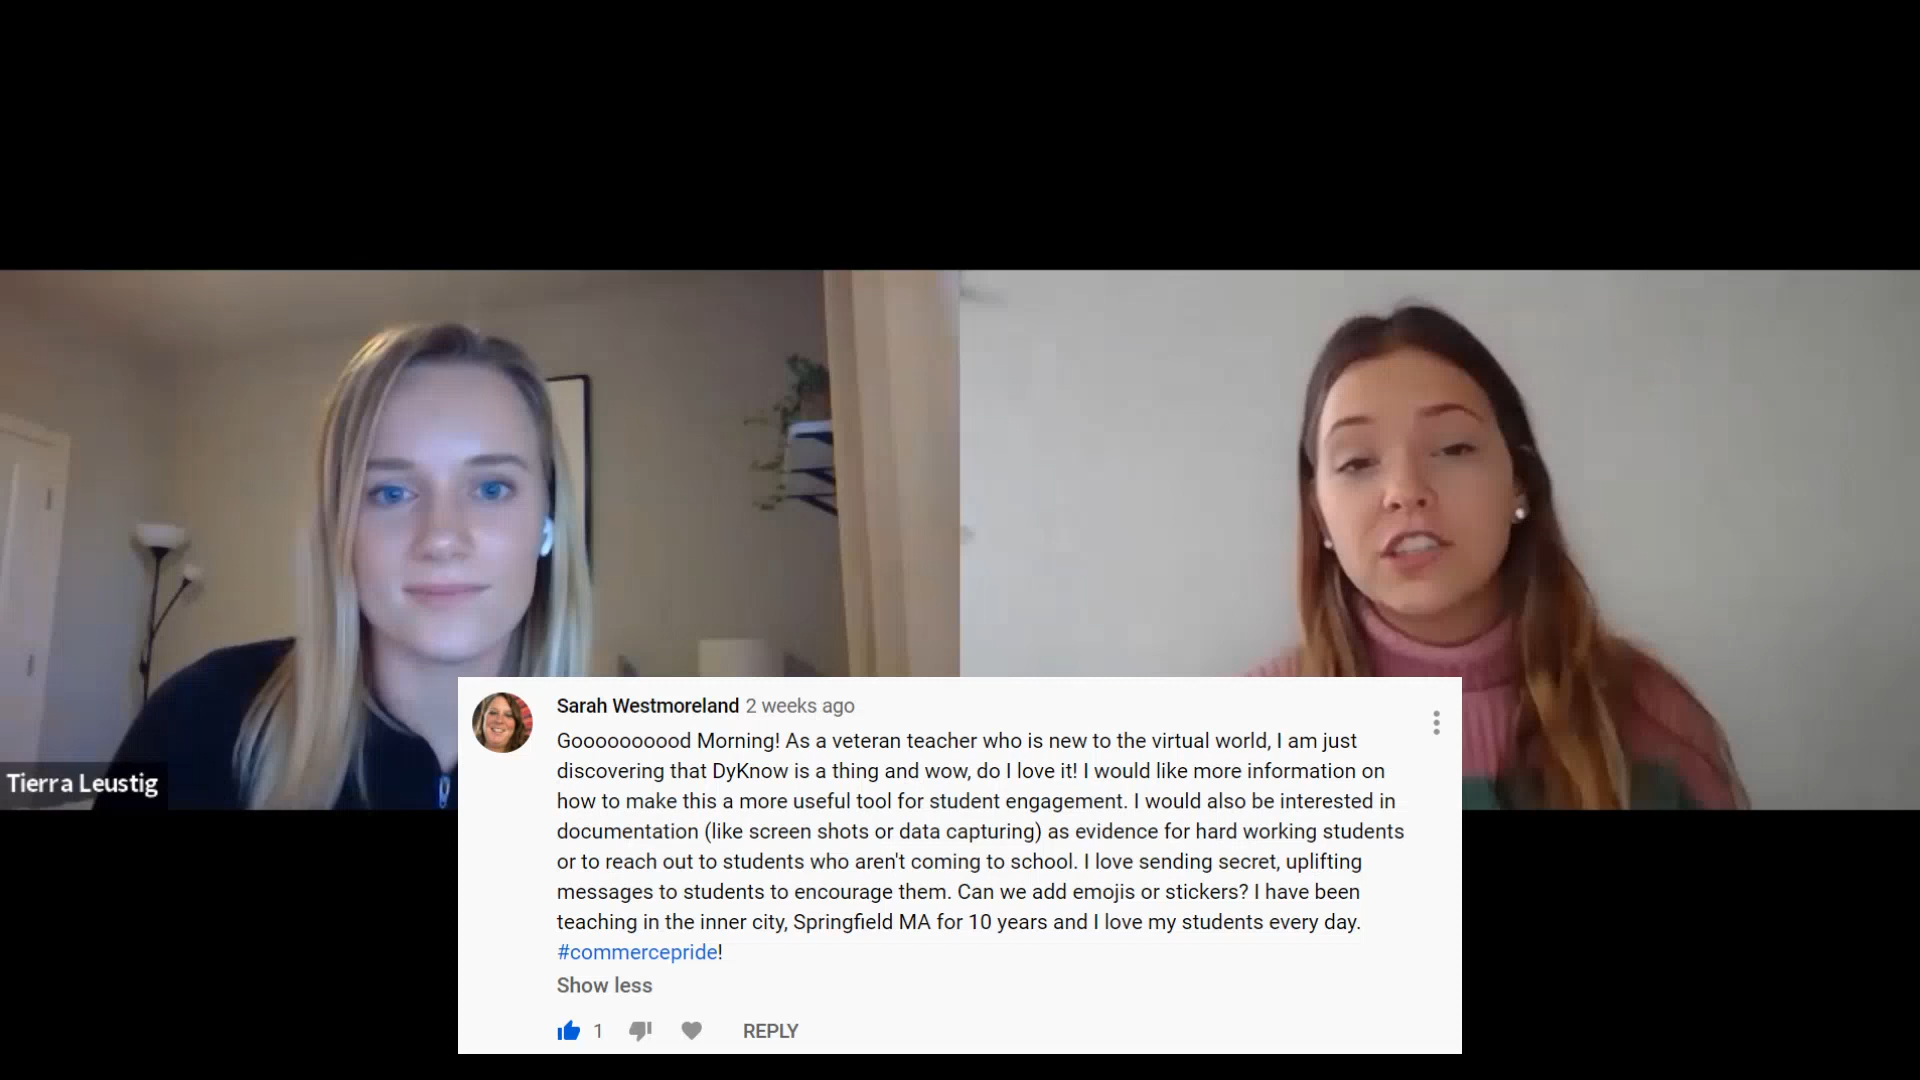 Tierra Leustig
Sarah Westmoreland 2 weeks ago
Goooooooood Morning! As a veteran teacher who is new to the virtual world, I am just
discovering that DyKnow is a thing and wow, do I love it! I would like more information on
how to make this a more useful tool for student engagement. I would also be interested in
documentation (like screen shots or data capturing) as evidence for hard working students
or to reach out to students who aren't coming to school. I love sending secret, uplifting
messages to students to encourage them. Can we add emojis or stickers? I have been
teaching in the inner city, Springfield MA for 10 years and I love my students every day.
#commercepride!
Show less
1 REPLY